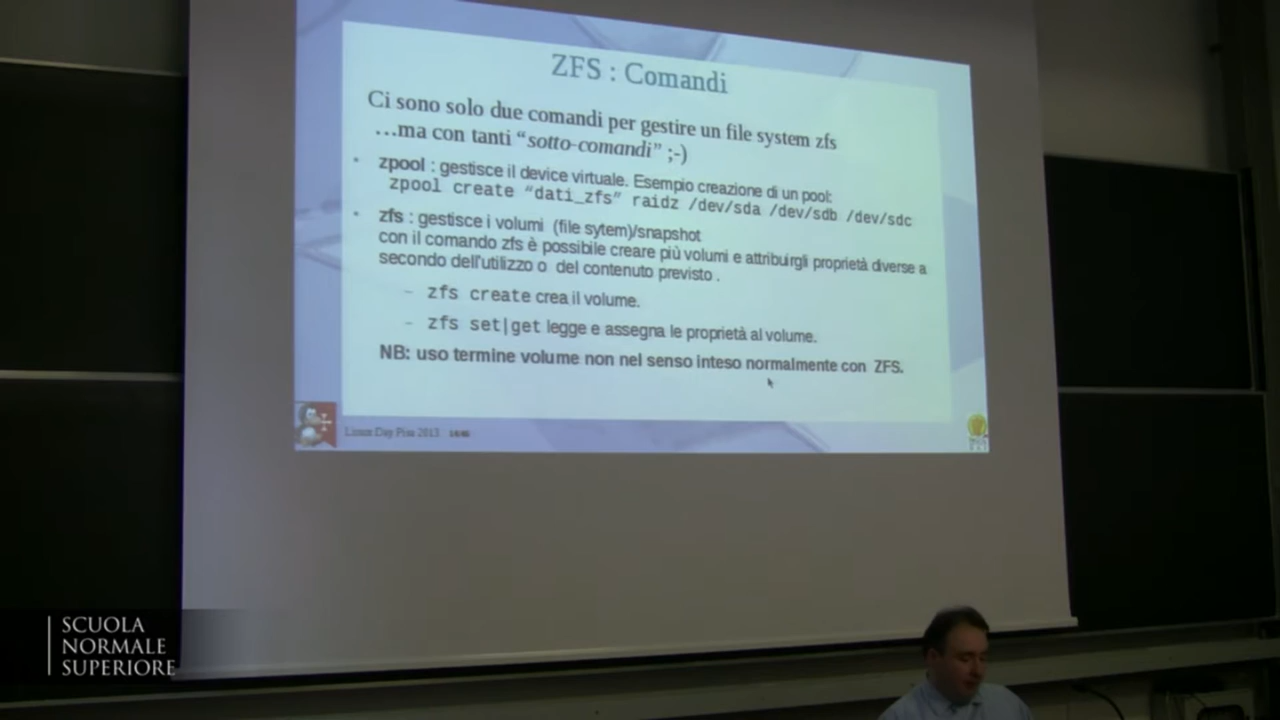 ZFS : Comandi
Ci sono solo due comandi per gestire un file system zfs
…ma con tanti “sotto-comandi” ;-)
• zpool : gestisce il device virtuale. Esempio creazione di un pool:
zpool create “dati_zfs” raidz /dev/sda /dev/sdb /dev/sdc
• zfs : gestisce i volumi (file sytem)/snapshot
con il comando zfs è possibile creare più volumi e attribuirgli proprietà diverse a
secondo dell'utilizzo o del contenuto previsto .
– zfs create crea il volume.
– zfs set|get legge e assegna le proprietà al volume.
NB: uso termine volume non nel senso inteso normalmente con ZFS.
Linux Day Pisa 2013
SCUOLA
NORMALE
SUPERIORE